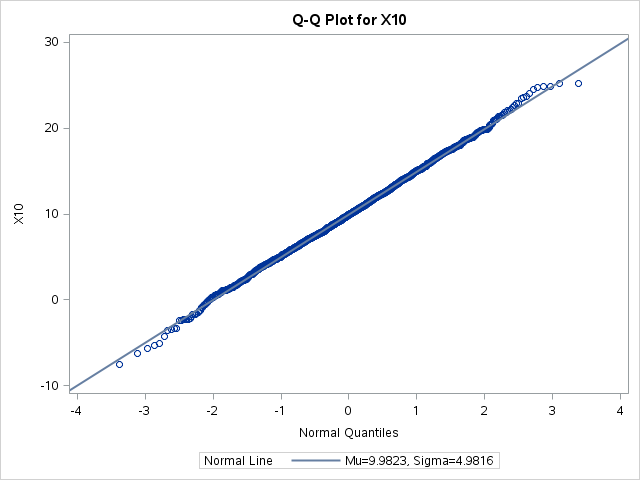 Q-Q Plot for X10
30
20
10
0
-10
X10
-4 -3 -2 -1 0 1 2 3 4
Normal Quantiles
Normal Line Mu=9.9823, Sigma=4.9816